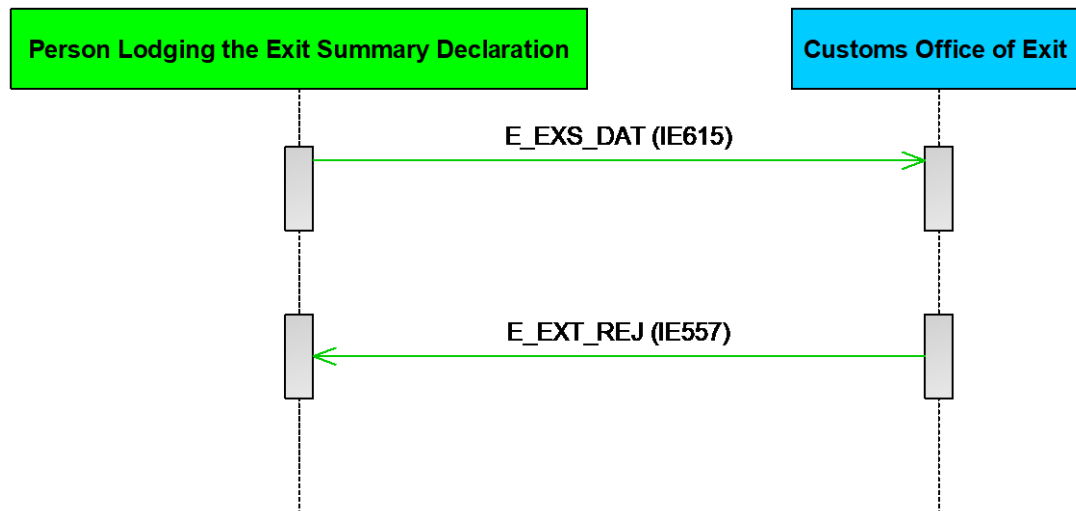 Person Lodging the Exit Summary Declaration
Customs Office of Exit
E_EXS_DAT (IE615)
E_EXT_REJ (IE557)